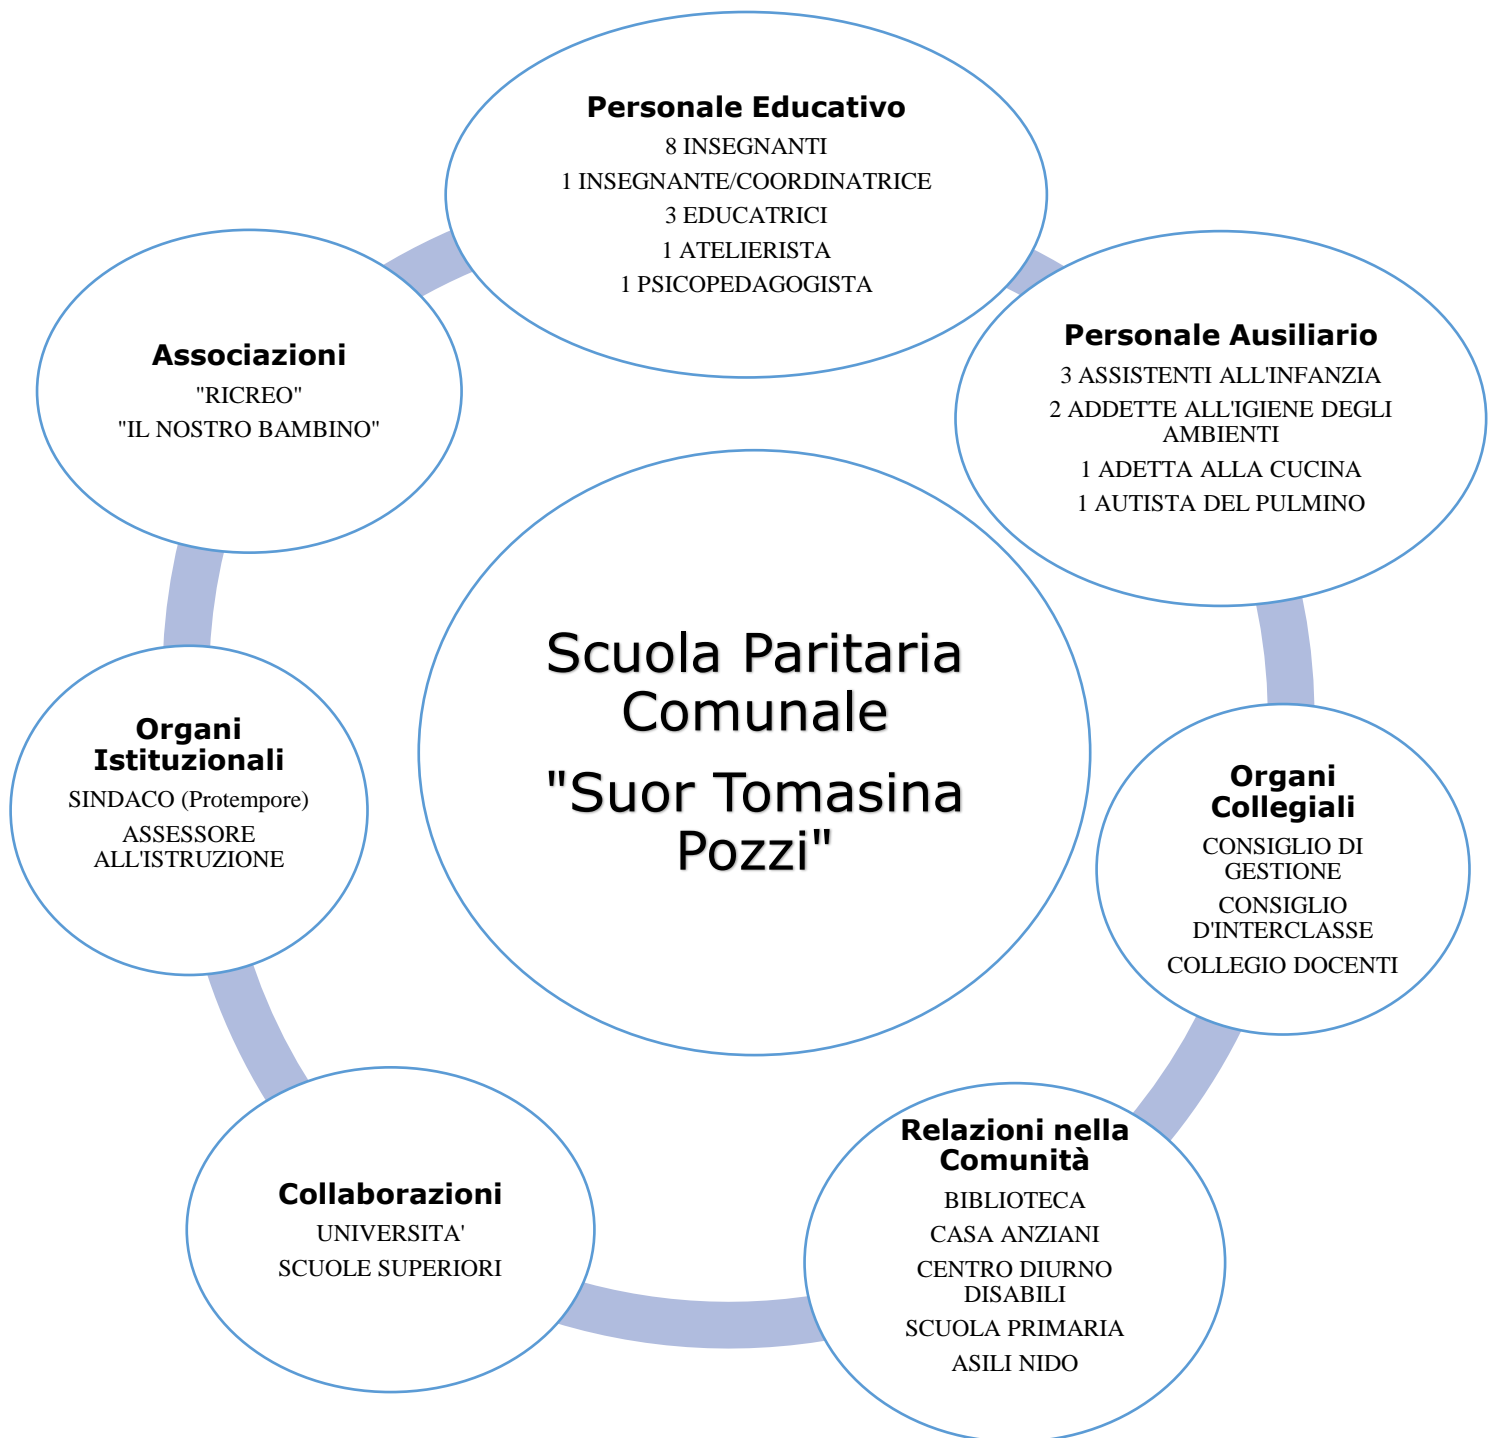 Personale Educativo
8 INSEGNANTI
1 INSEGNANTE/COORDINATRICE
3 EDUCATRICI
1 ATELIERISTA
1 PSICOPEDAGOGISTA
Personale Ausiliario
3 ASSISTENTI ALL'INFANZIA
2 ADDETTE ALL'IGIENE DEGLI
AMBIENTI
1 ADETTA ALLA CUCINA
1 AUTISTA DEL PULMINO
Organi
Collegiali
CONSIGLIO DI
GESTIONE
CONSIGLIO
D'INTERCLASSE
COLLEGIO DOCENTI
Relazioni nella
Comunità
BIBLIOTECA
CASA ANZIANI
CENTRO DIURNO
DISABILI
SCUOLA PRIMARIA
ASILI NIDO
Collaborazioni
UNIVERSITA'
SCUOLE SUPERIORI
Organi
Istituzionali
SINDACO (Protempore)
ASSESSORE
ALL'ISTRUZIONE
Associazioni
"RICREO"
"IL NOSTRO BAMBINO"
Scuola Paritaria
Comunale
"Suor Tomasina
Pozzi"